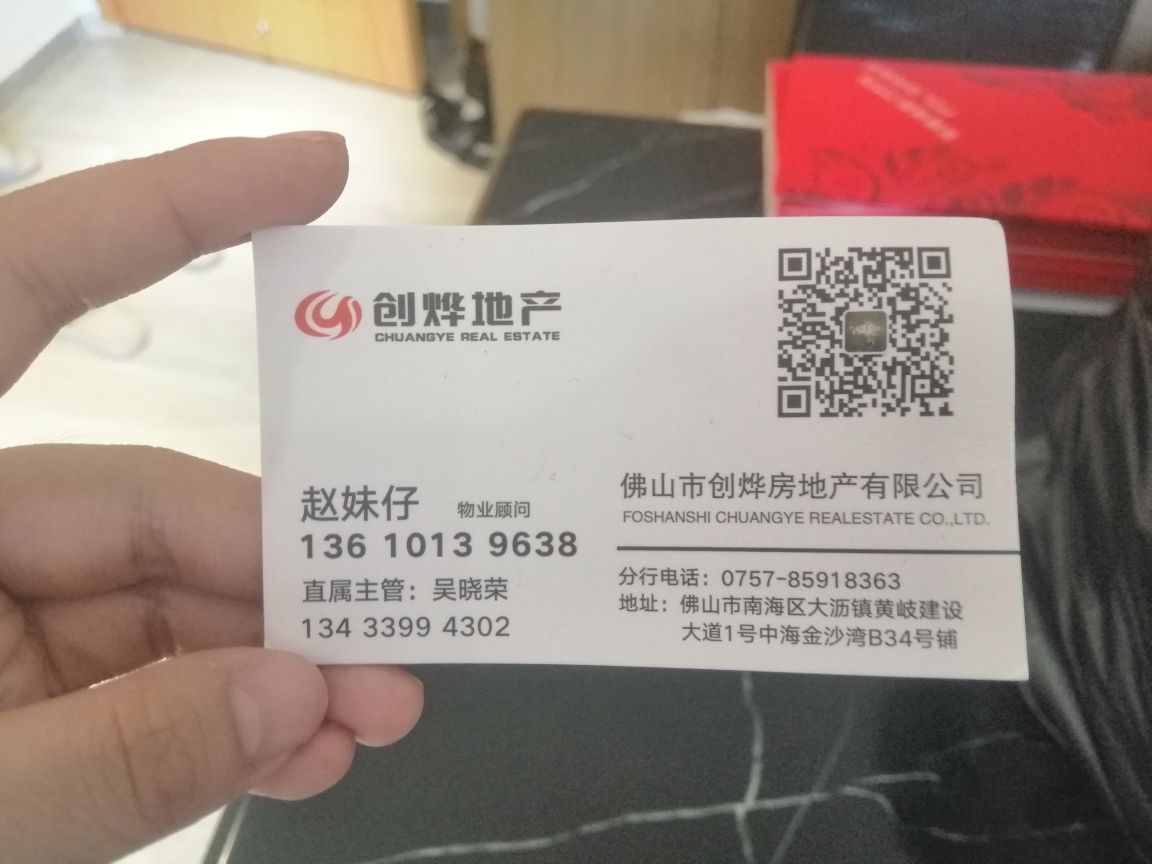 创烨地产
CHUANGYE REAL ESTATE
赵妹仔 物业顾问
136 1013 9638
直属主管：吴晓荣
134 3399 4302
佛山市创烨房地产有限公司
FOSHANSHI CHUANGYE REALESTATE CO.,LTD.
分行电话：0757-85918363
地址：佛山市南海区大沥镇黄岐建设
大道1号中海金沙湾B34号铺